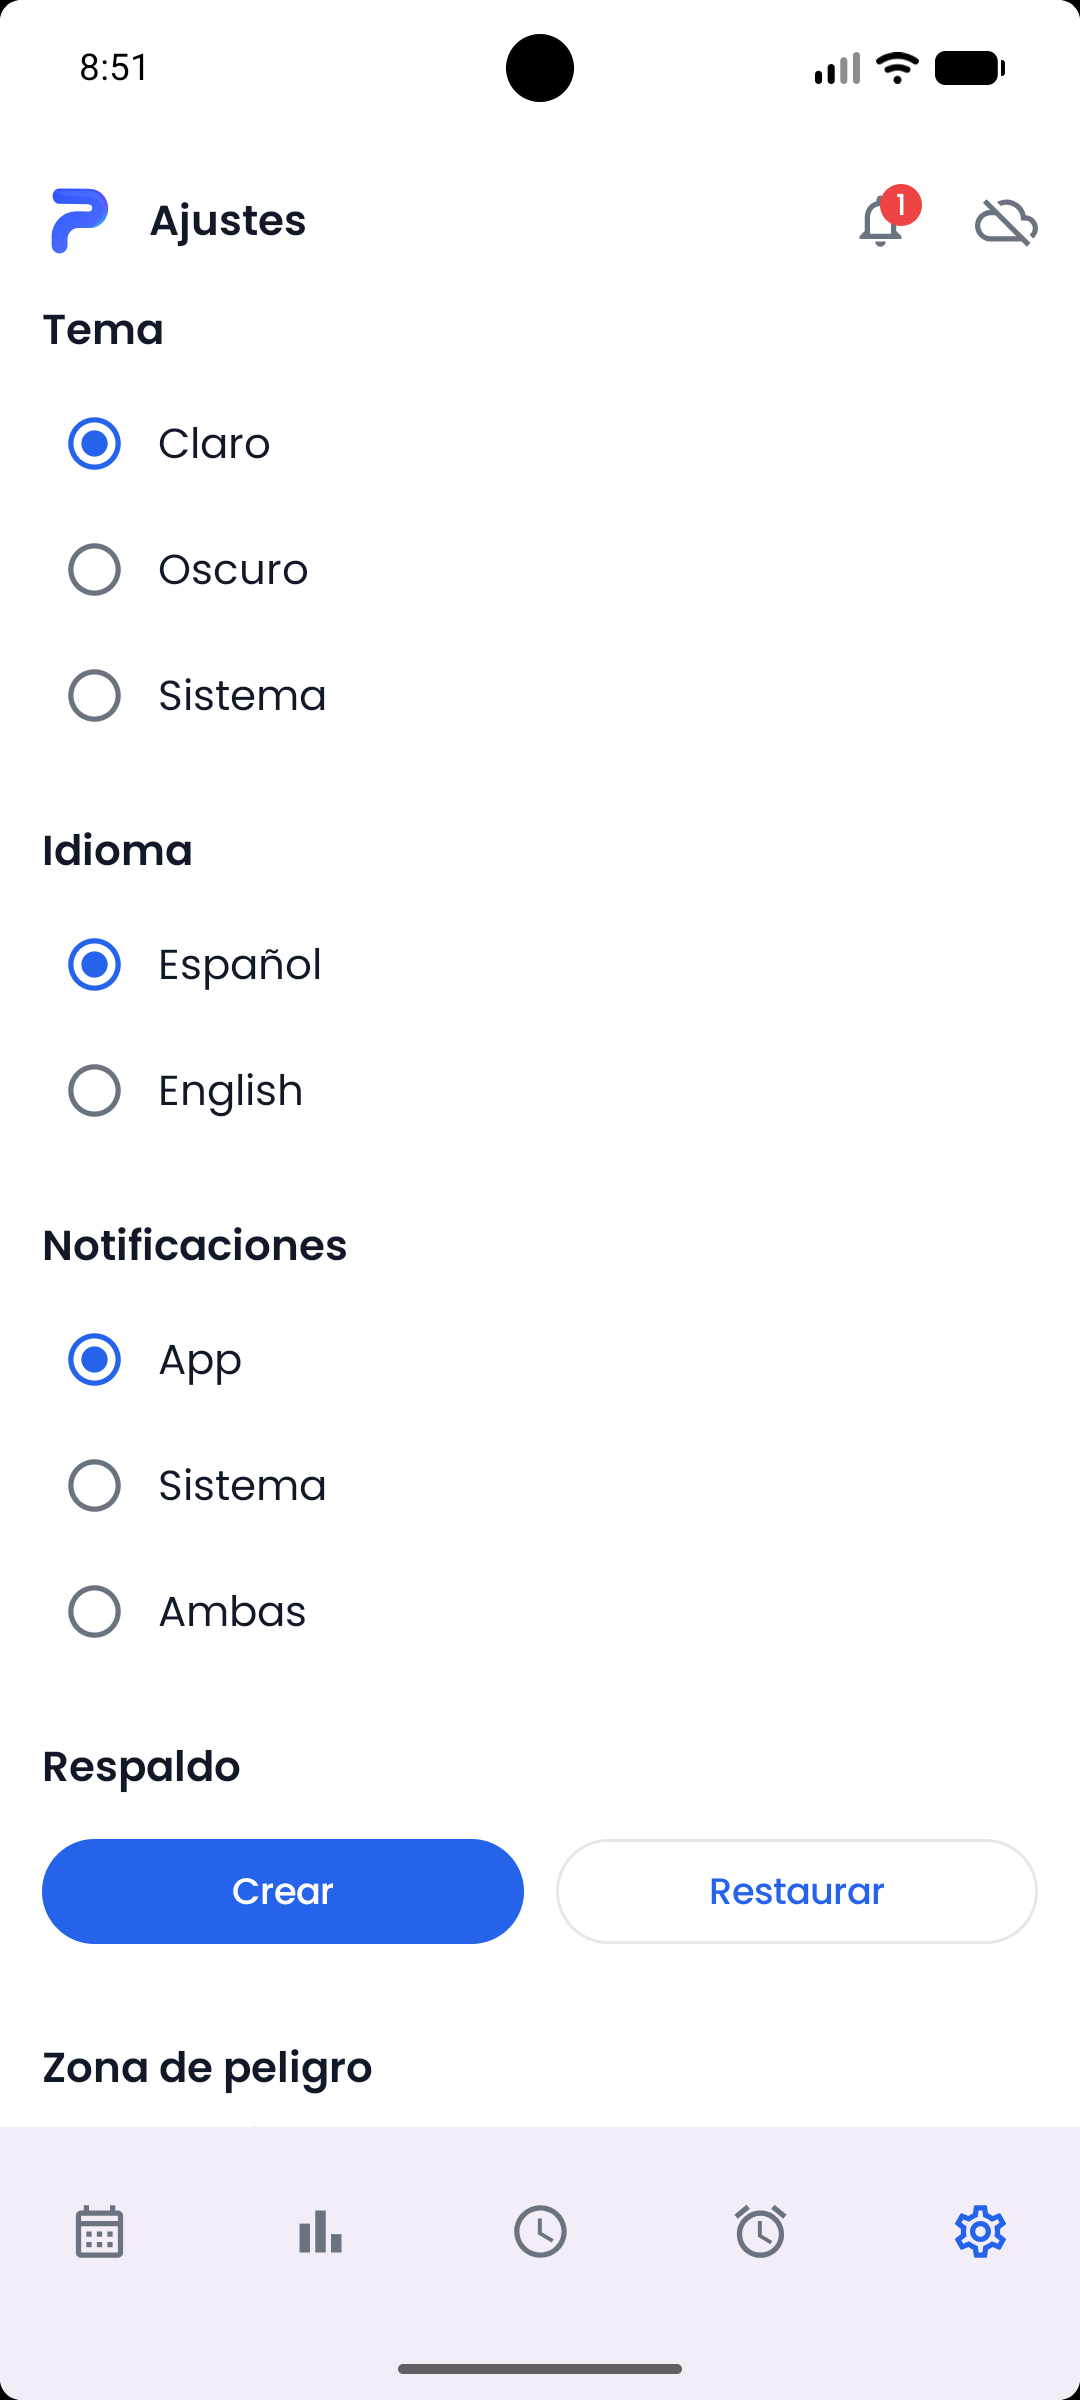 8:51
Ajustes
1
Tema
Claro
Oscuro
Sistema
Idioma
Español
English
Notificaciones
App
Sistema
Ambas
Respaldo
Crear
Restaurar
Zona de peligro